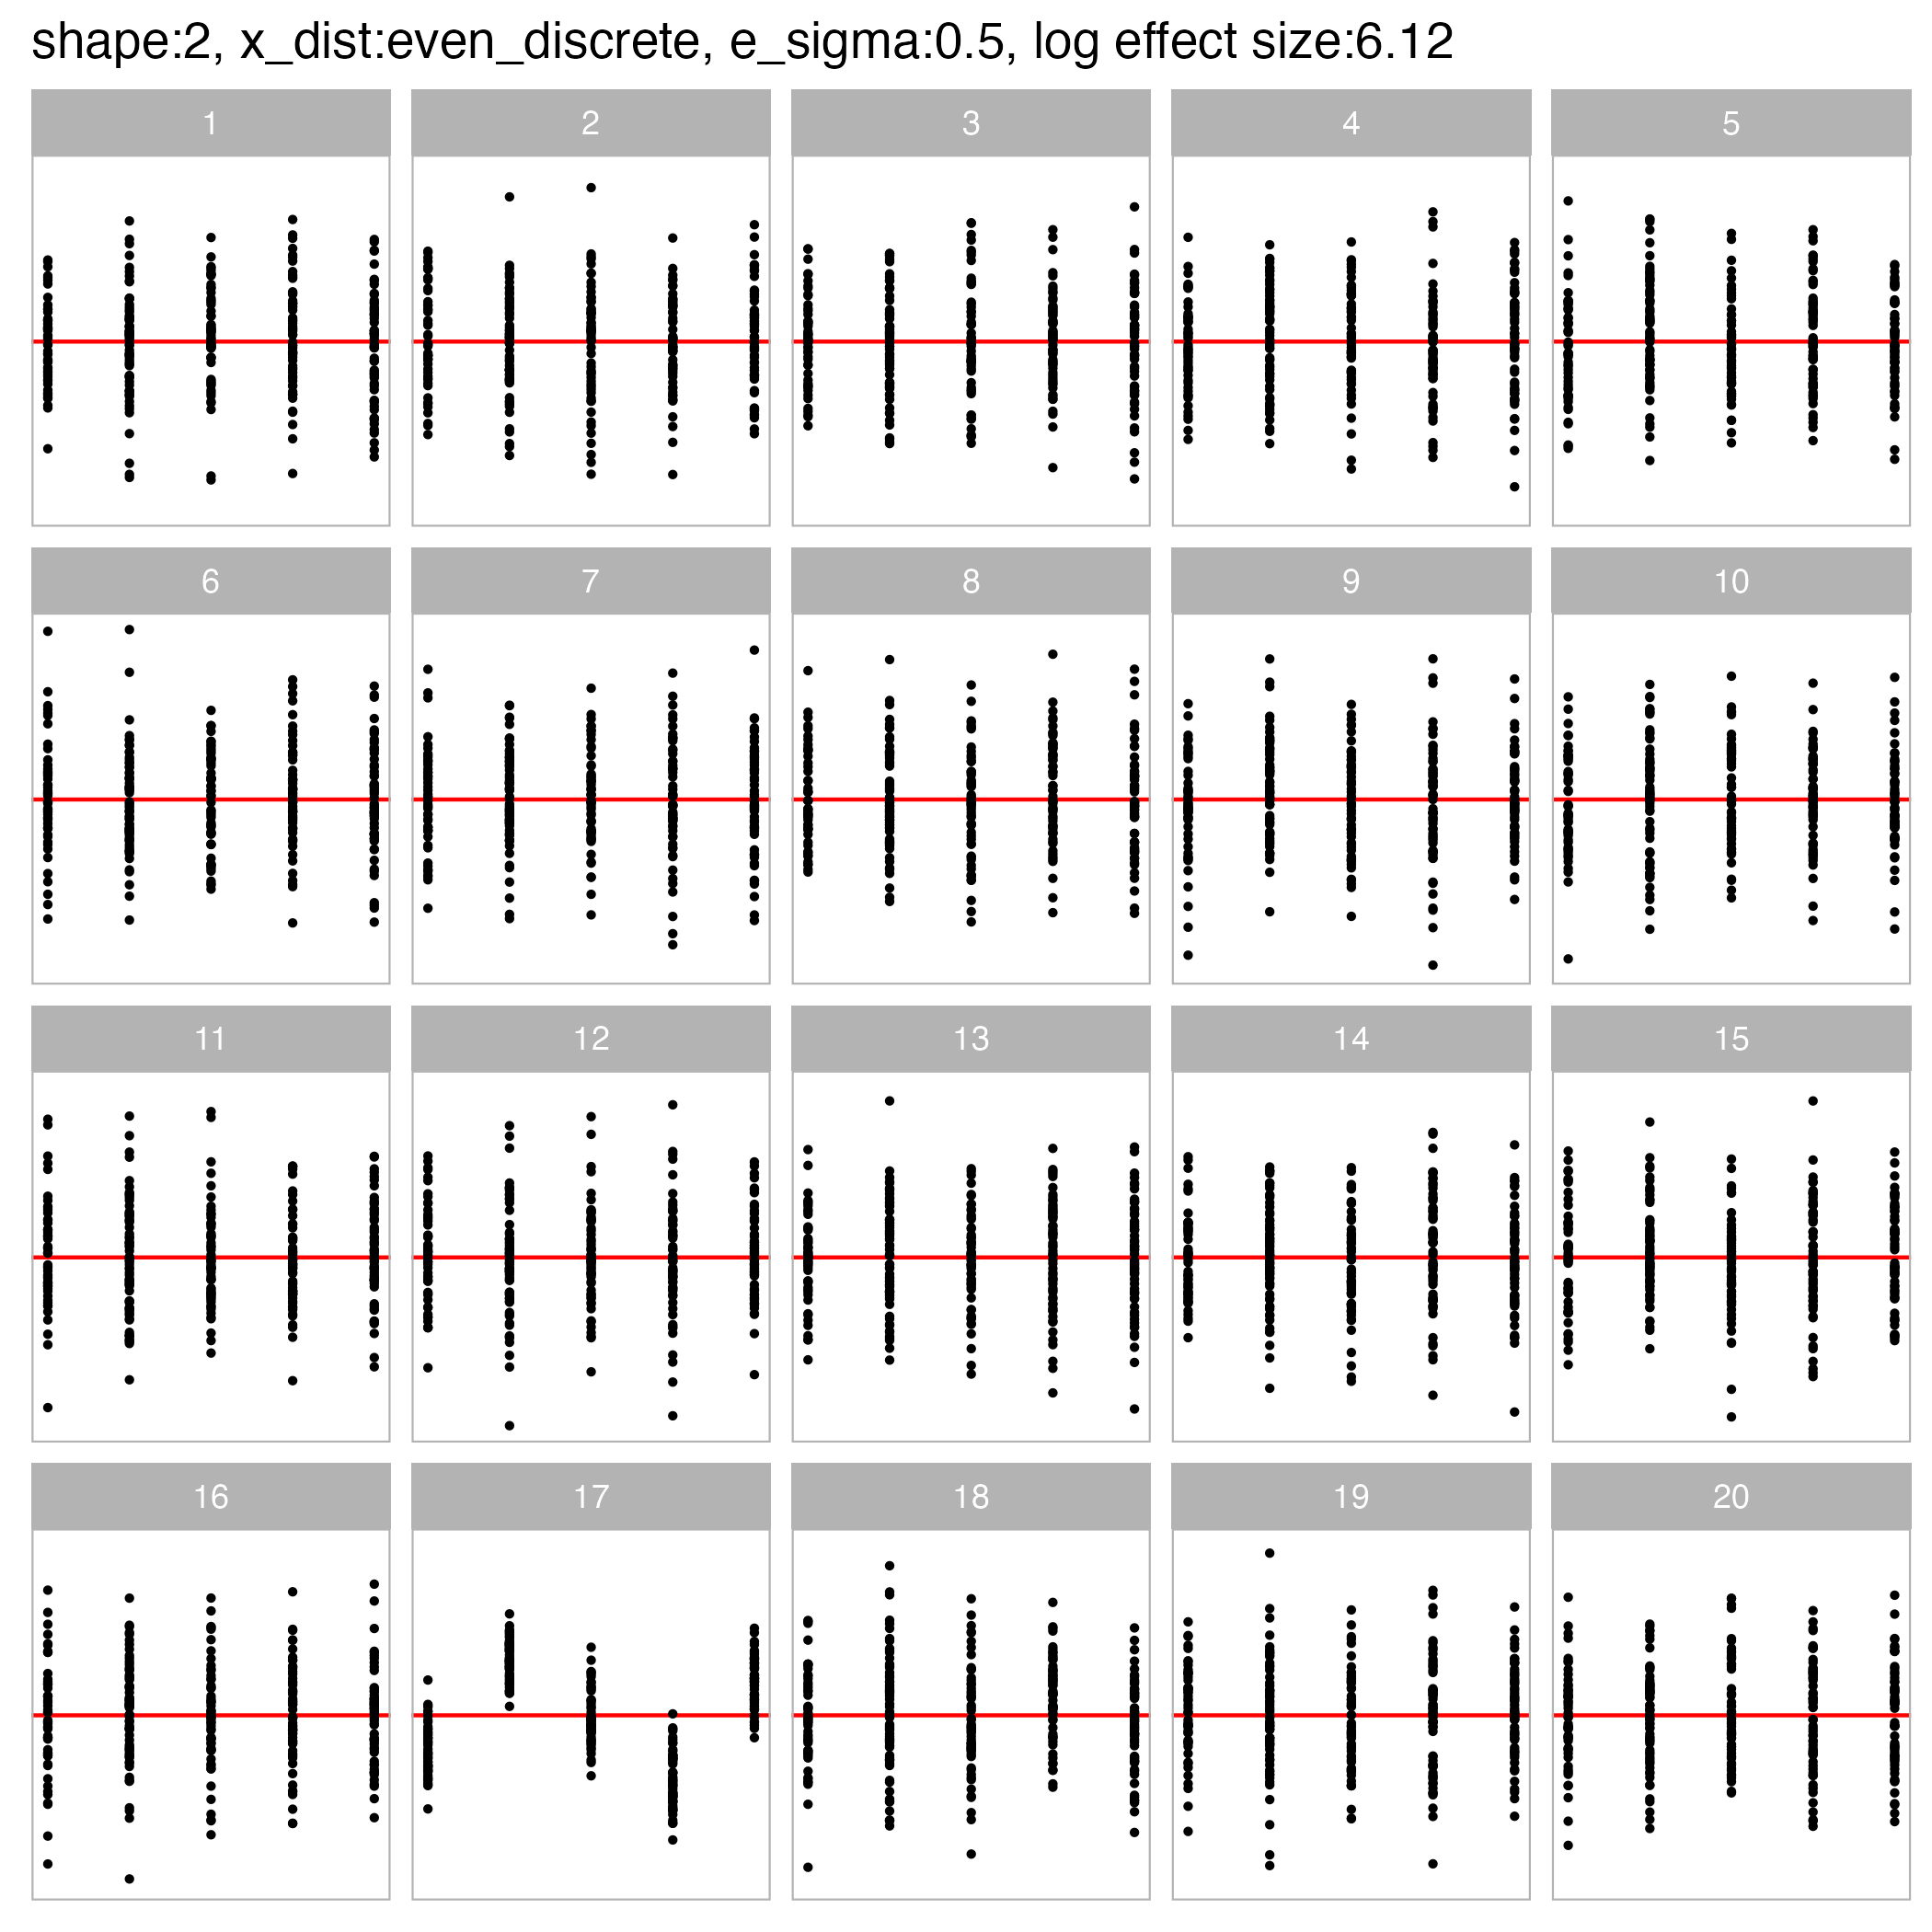 shape:2, x_dist:even_discrete, e_sigma:0.5, log effect size:6.12
1 2 3 4 5
6 7 8 9 10
11 12 13 14 15
16 17 18 19 20